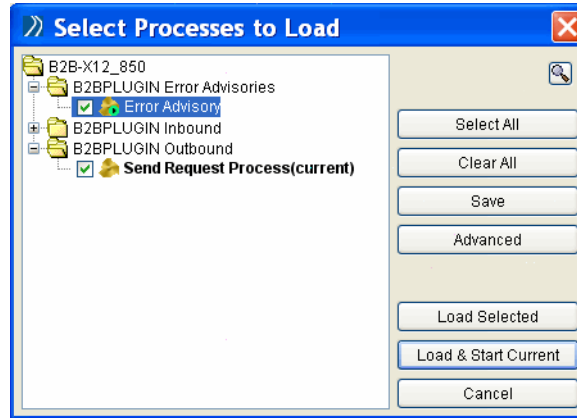 Select Processes to Load
B2B-X12_850
B2BPLUGIN Error Advisories
Error Advisory
B2BPLUGIN Inbound
B2BPLUGIN Outbound
Send Request Process(current)
Select All
Clear All
Save
Advanced
Load Selected
Load & Start Current
Cancel